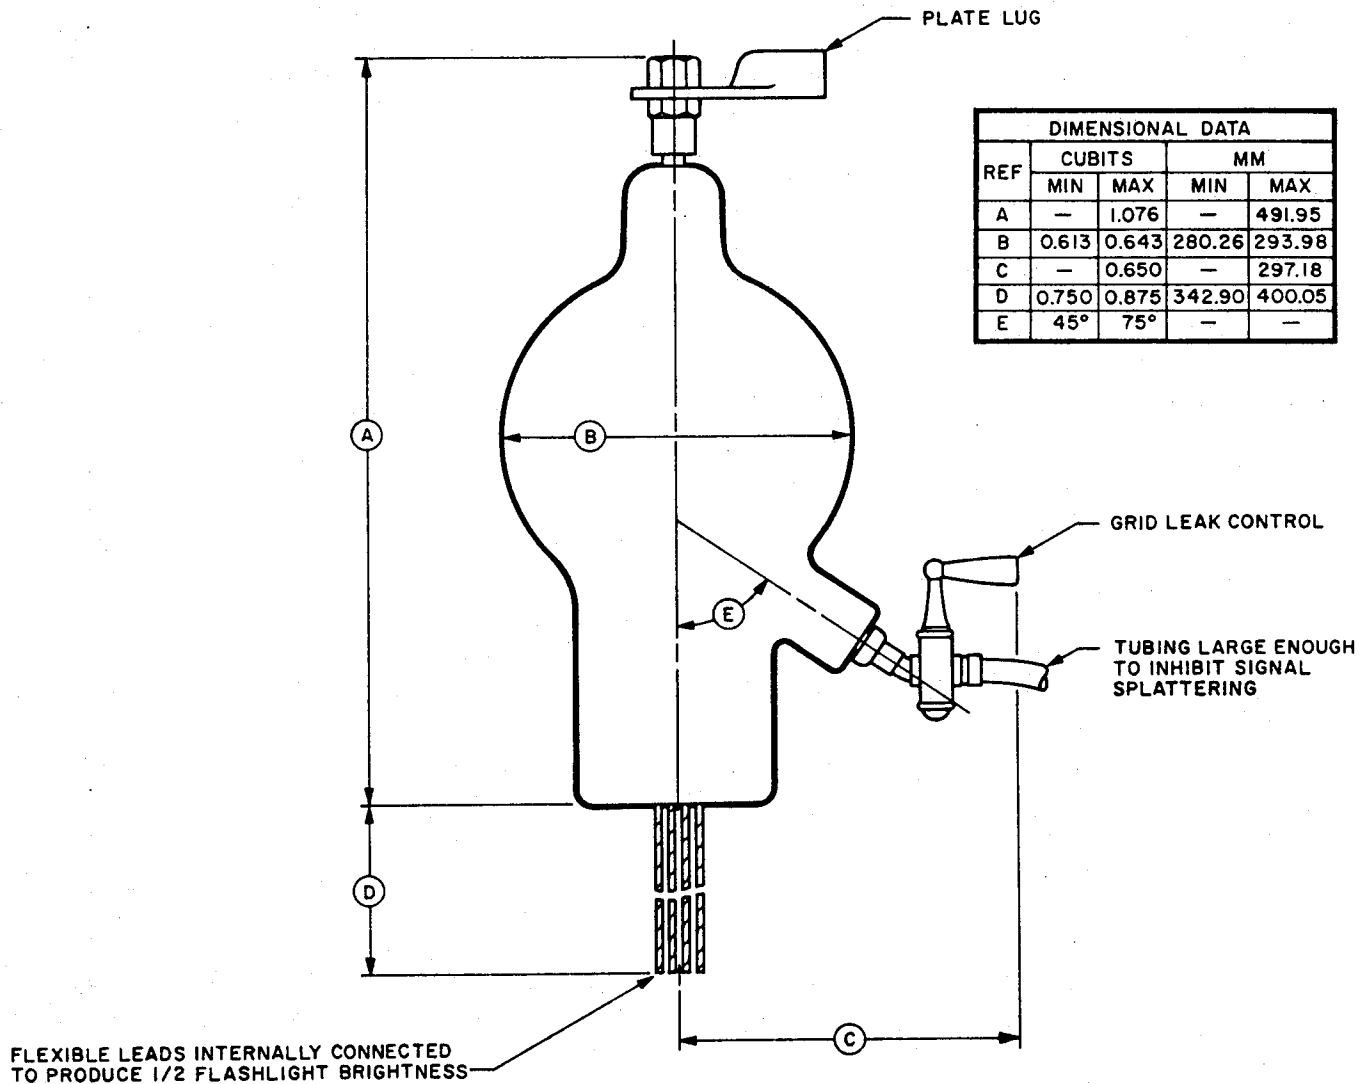 PLATE LUG
DIMENSIONAL DATA
REF CUBITS MM
MIN MAX MIN MAX
A — 1.076 — 491.95
B 0.613 0.643 280.26 293.98
C — 0.650 — 297.18
D 0.750 0.875 342.90 400.05
E 45° 75° — —
A
B
GRID LEAK CONTROL
E
TUBING LARGE ENOUGH
TO INHIBIT SIGNAL
SPLATTERING
D
C
FLEXIBLE LEADS INTERNALLY CONNECTED
TO PRODUCE 1/2 FLASHLIGHT BRIGHTNESS